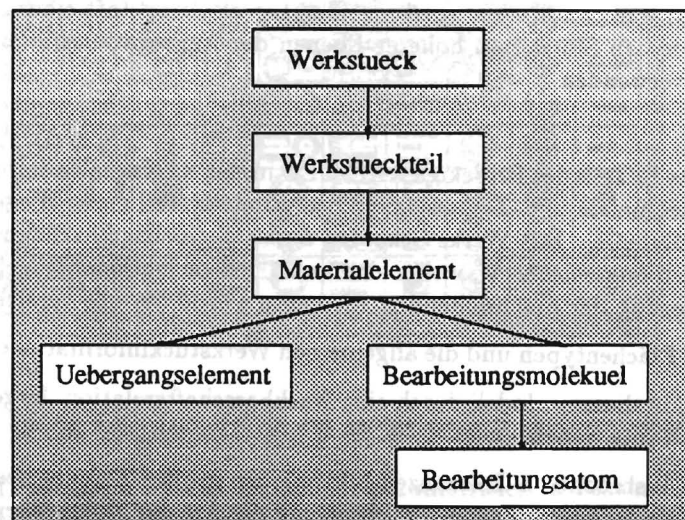 Werkstueck
Werkstueckteil
Materialelement
Uebergangselement
Bearbeitungsmolekuel
Bearbeitungsatom